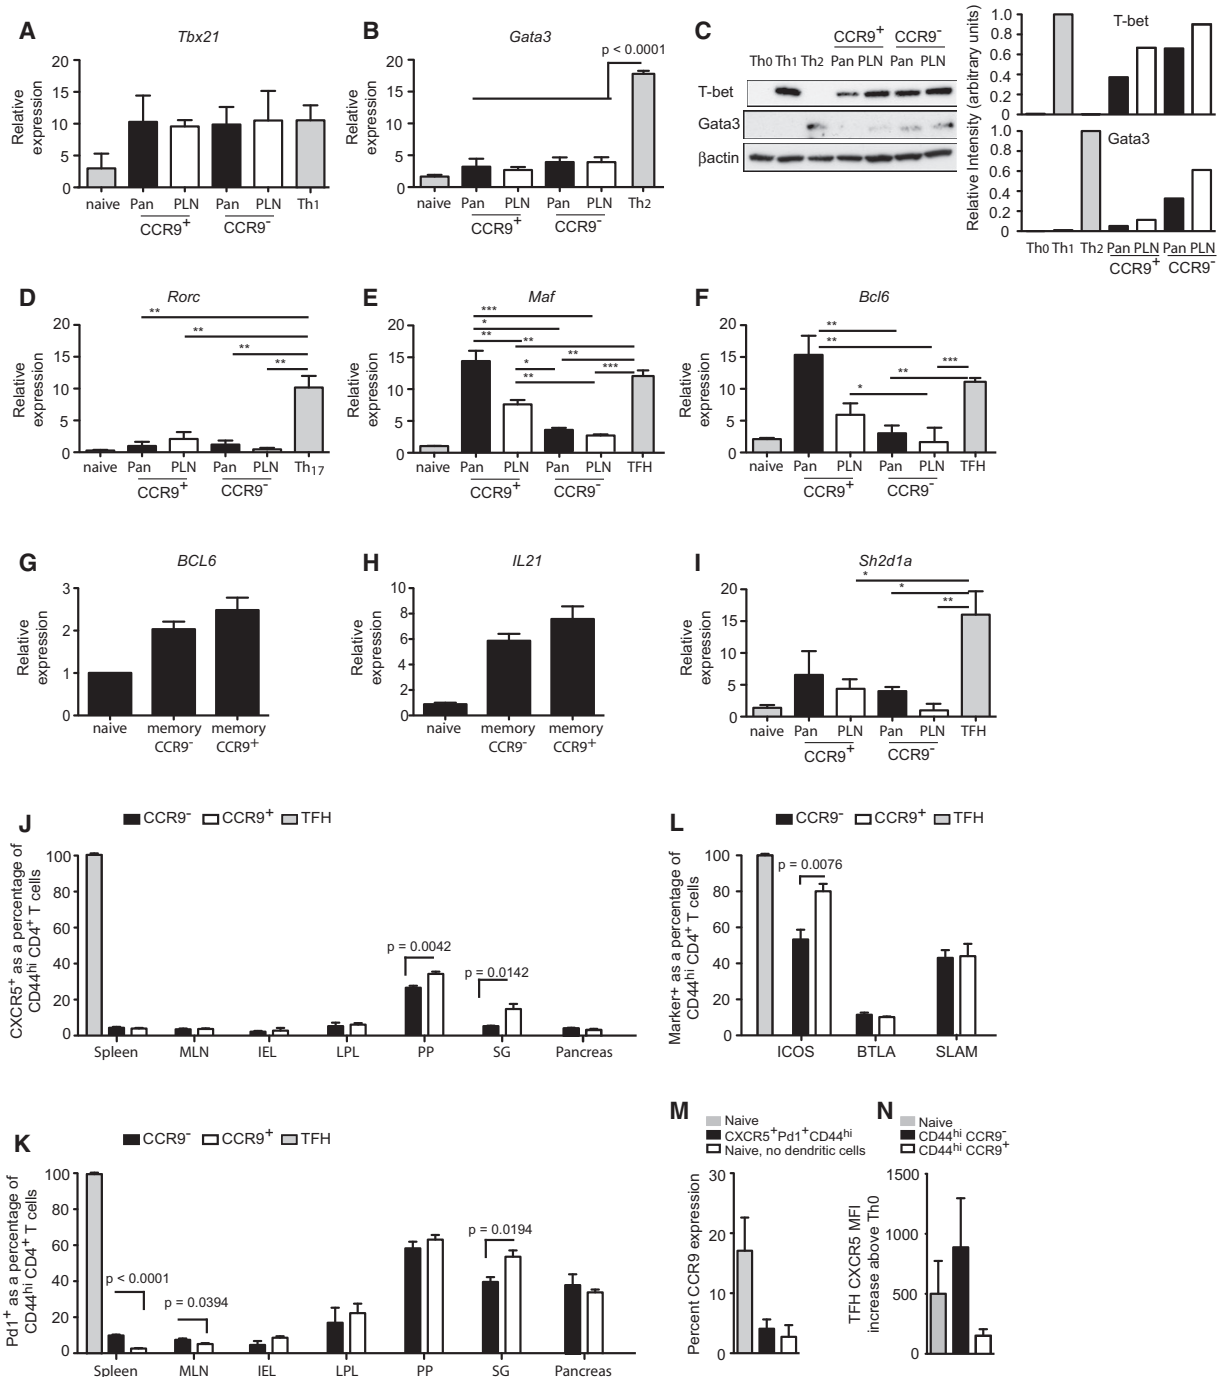 A
Tbx21
Relative expression
20
15
10
5
0
naive Pan PLN Pan PLN Th1
CCR9+ CCR9-
B
Gata3
p < 0.0001
Relative expression
20
15
10
5
0
naive Pan PLN Pan PLN Th2
CCR9+ CCR9-
C
CCR9+ CCR9-
Th0 Th1 Th2 Pan PLN Pan PLN
T-bet
Gata3
βactin
Relative Intensity (arbitrary units)
T-bet
1.0
0.8
0.6
0.4
0.2
0
Gata3
1.0
0.8
0.6
0.4
0.2
0
Th0 Th1 Th2 Pan PLN Pan PLN
CCR9+ CCR9-
D
Rorc
**
**
**
**
Relative expression
20
15
10
5
0
naive Pan PLN Pan PLN Th17
CCR9+ CCR9-
E
Maf
***
*
** **
**
* ***
**
Relative expression
20
15
10
5
0
naive Pan PLN Pan PLN TFH
CCR9+ CCR9-
F
Bcl6
**
**
***
**
*
Relative expression
20
15
10
5
0
naive Pan PLN Pan PLN TFH
CCR9+ CCR9-
G
BCL6
Relative expression
3
2
1
0
naive memory CCR9- memory CCR9+
H
IL21
Relative expression
10
8
6
4
2
0
naive memory CCR9- memory CCR9+
I
Sh2d1a
*
*
**
Relative expression
20
15
10
5
0
naive Pan PLN Pan PLN TFH
CCR9+ CCR9-
J
CCR9- CCR9+ TFH
CXCR5+ as a percentage of CD44hi CD4+ T cells
100
80
60
40
20
0
p = 0.0042
p = 0.0142
Spleen MLN IEL LPL PP SG Pancreas
L
CCR9- CCR9+ TFH
Marker+ as a percentage of CD44hi CD4+ T cells
100
80
60
40
20
0
p = 0.0076
ICOS BTLA SLAM
K
CCR9- CCR9+ TFH
Pd1+ as a percentage of CD44hi CD4+ T cells
100
80
60
40
20
0
p < 0.0001
p = 0.0394
p = 0.0194
Spleen MLN IEL LPL PP SG Pancreas
M
Naive
CXCR5+Pd1+CD44hi
Naive, no dendritic cells
Percent CCR9 expression
30
20
10
0
N
Naive
CD44hi CCR9-
CD44hi CCR9+
TFH CXCR5 MFI increase above Th0
1500
1000
500
0